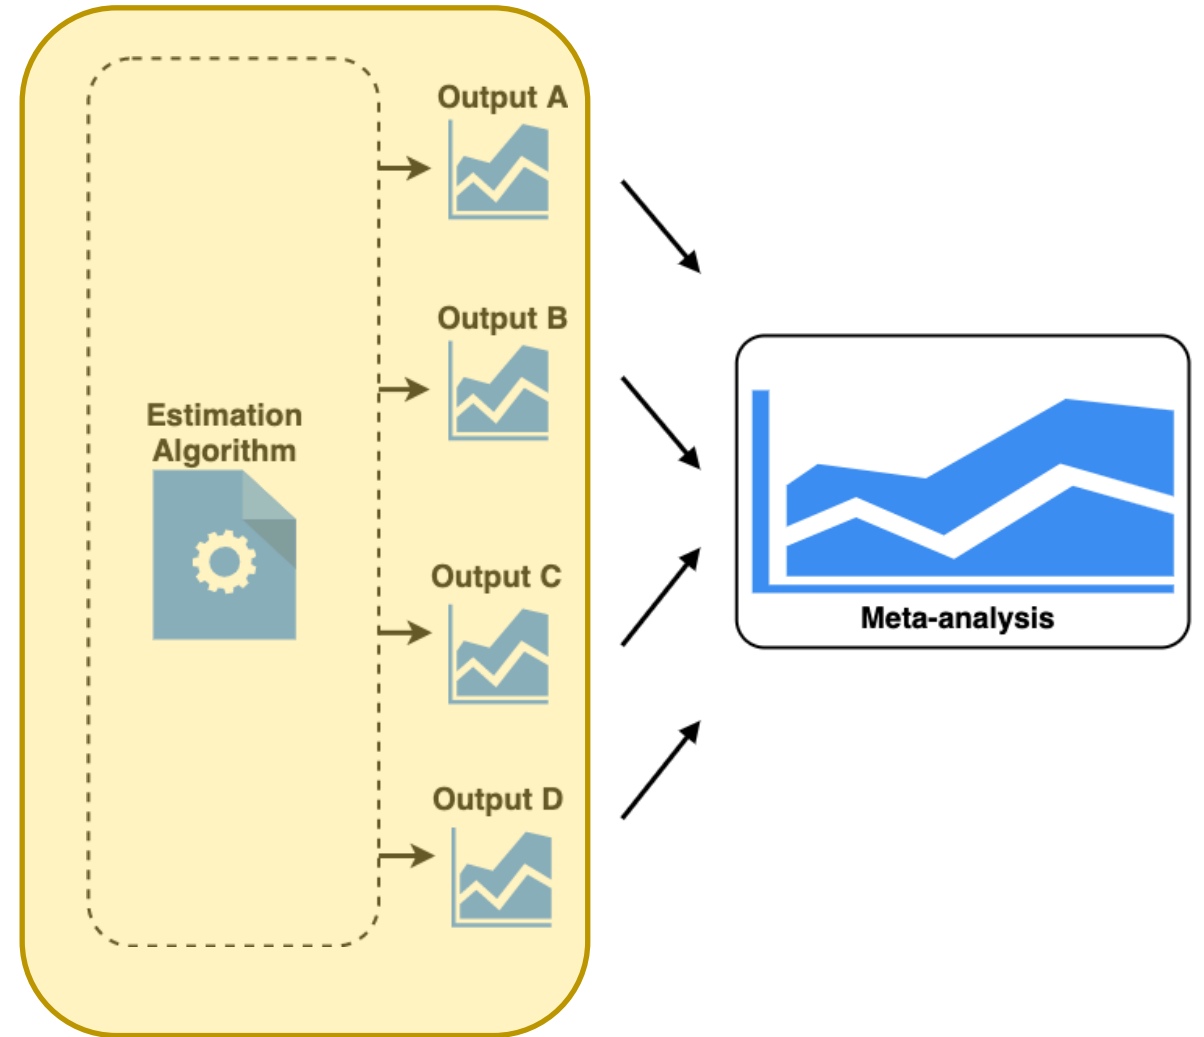 Output A
Output B
Estimation
Algorithm
Output C
Output D
Meta-analysis